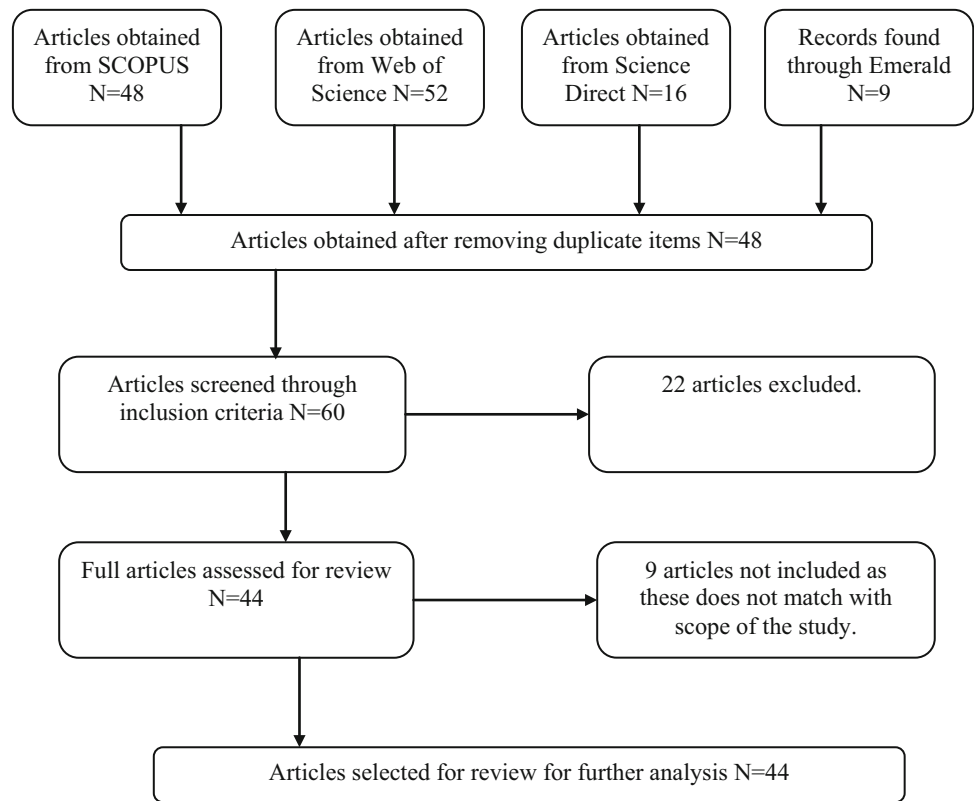 Articles obtained
from SCOPUS
N=48
Articles obtained
from Web of
Science N=52
Articles obtained
from Science
Direct N=16
Records found
through Emerald
N=9
Articles obtained after removing duplicate items N=48
Articles screened through
inclusion criteria N=60
22 articles excluded.
Full articles assessed for review
N=44
9 articles not included as
these does not match with
scope of the study.
Articles selected for review for further analysis N=44